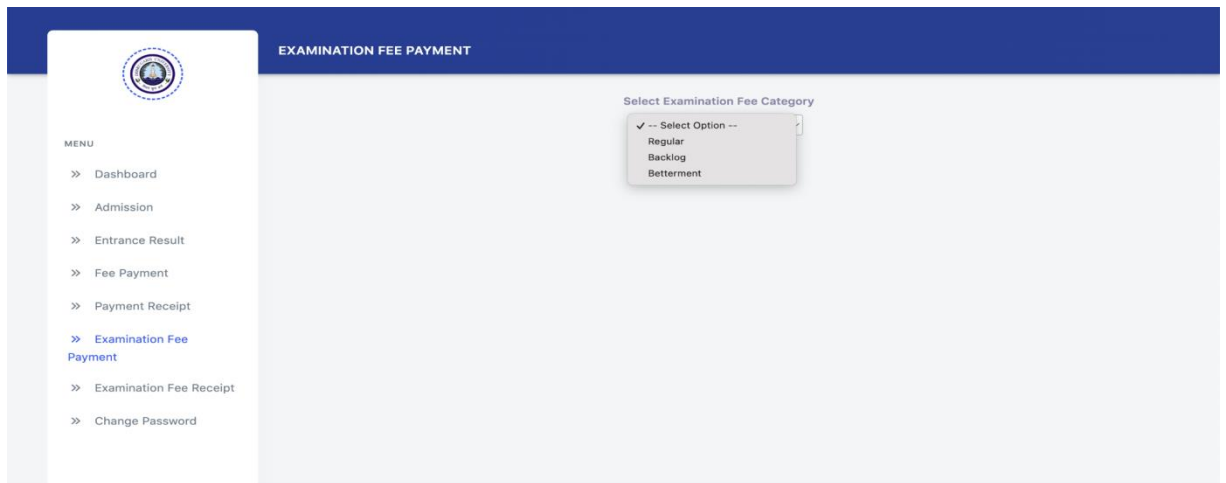 EXAMINATION FEE PAYMENT
Select Examination Fee Category
✓ -- Select Option --
Regular
Backlog
Betterment
MENU
» Dashboard
» Admission
» Entrance Result
» Fee Payment
» Payment Receipt
» Examination Fee
Payment
» Examination Fee Receipt
» Change Password